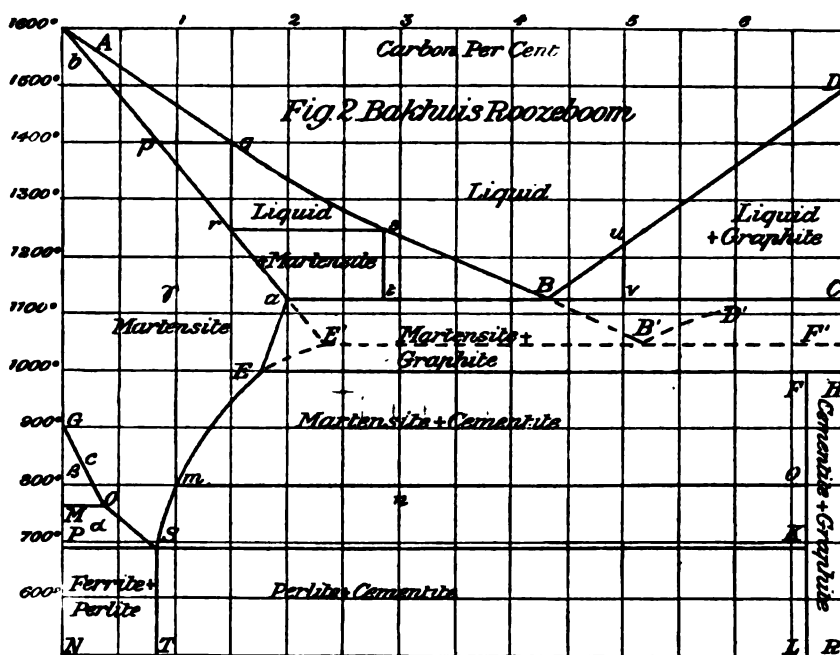 1 2 3 4 5 6
1600°
A
Carbon Per Cent
b
1500°
D
Fig. 2 Bakhuis Roozeboom
1400°
p q
1300°
Liquid
Liquid
Liquid
+Graphite
r s u
1200°
+Martensite
γ a t B v C
1100°
Martensite
E' Martensite+
Graphite
B' D' F''
1000°
E
F
Martensite+Cementite
900°
G
c
800°
β m n O
O
M
α
700°
P S K
Cementite+Graphite
Ferrite+
Perlite
600°
Perlite+Cementite
N T L